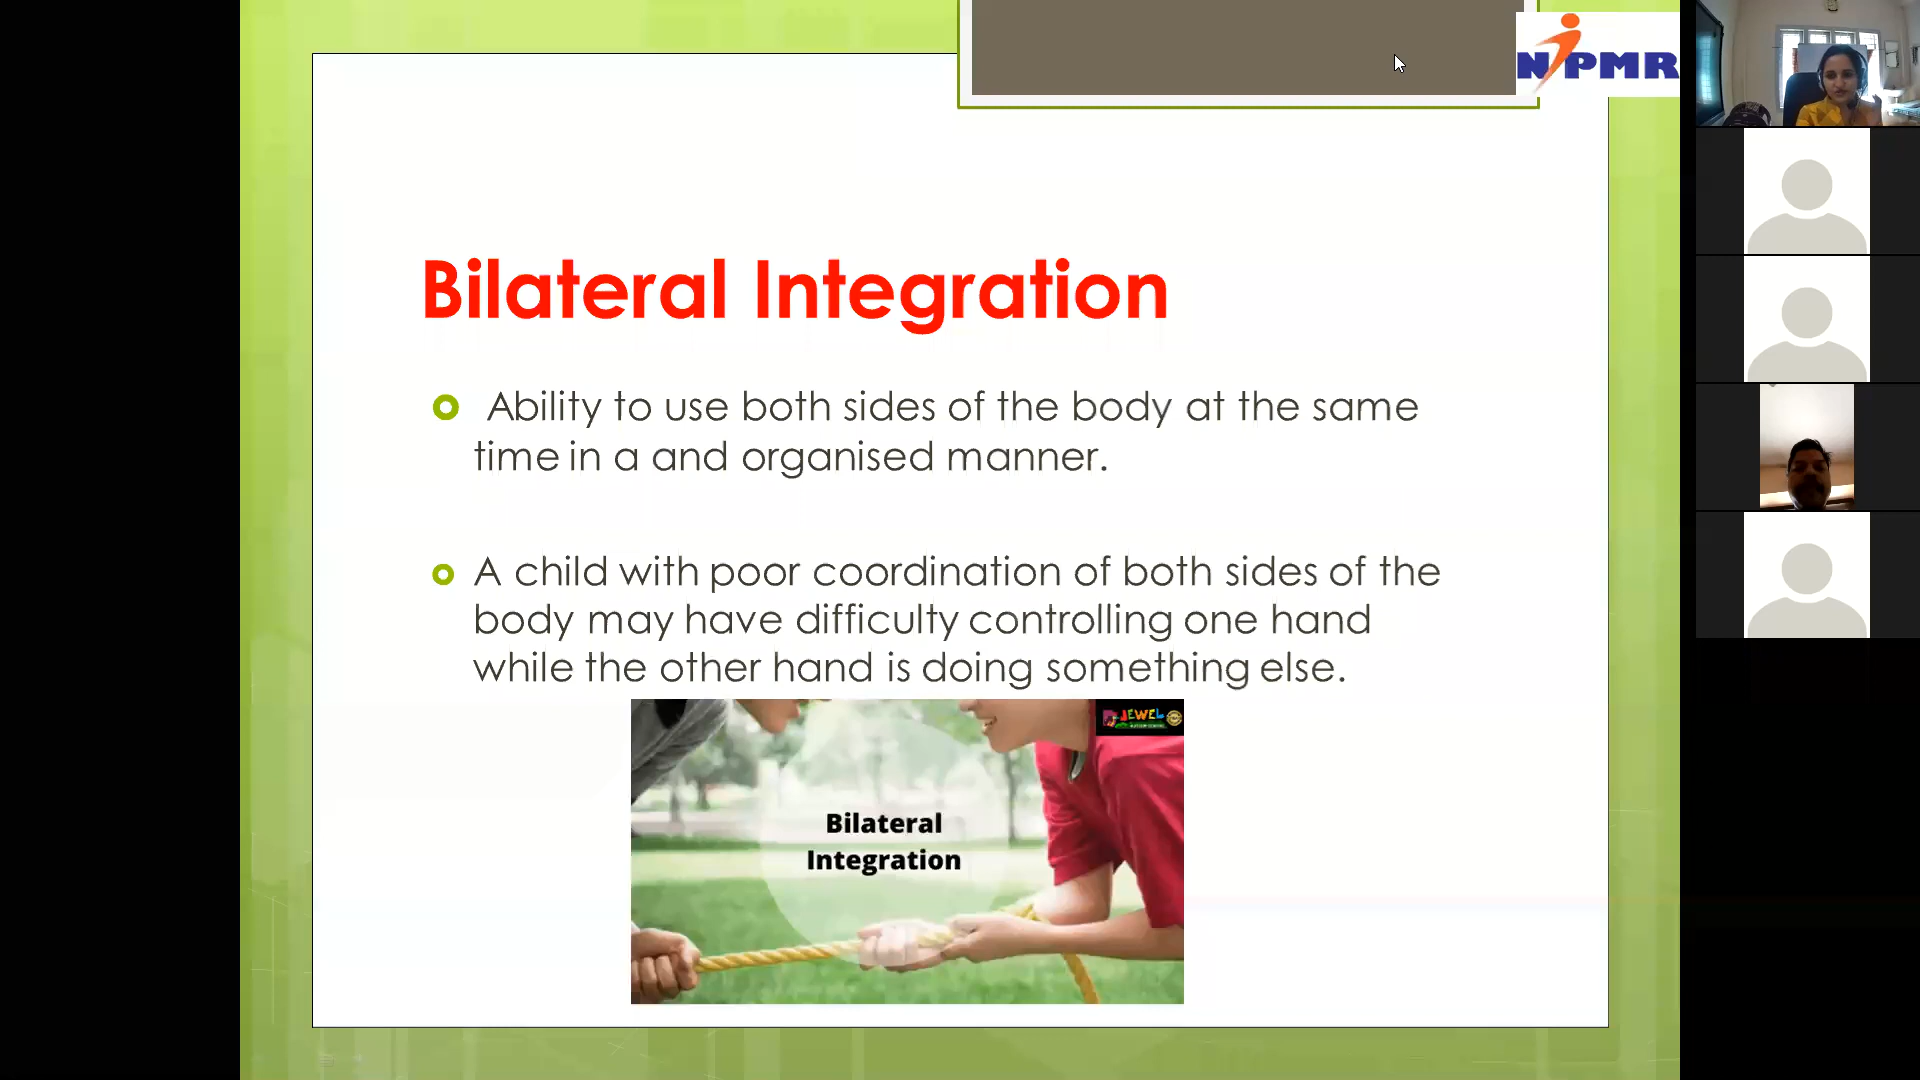 NIPMR
Bilateral Integration
Ability to use both sides of the body at the same
time in a and organised manner.
A child with poor coordination of both sides of the
body may have difficulty controlling one hand
while the other hand is doing something else.
JEWEL
Bilateral
Integration